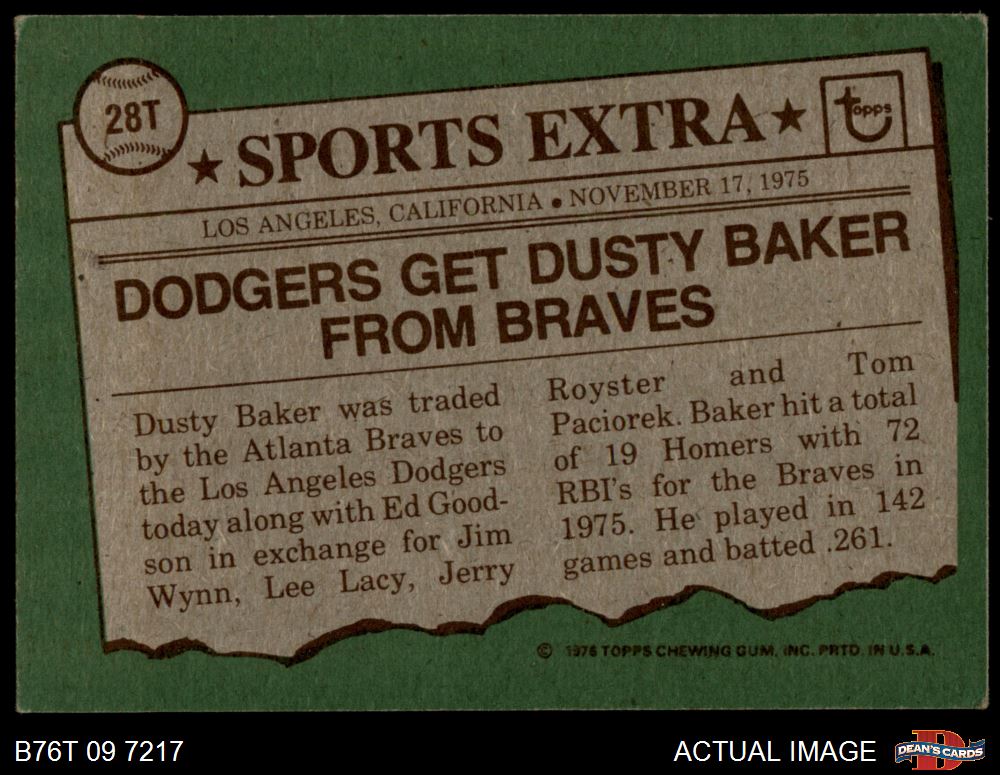 28T
★ SPORTS EXTRA ★
topps
LOS ANGELES, CALIFORNIA ● NOVEMBER 17, 1975
DODGERS GET DUSTY BAKER
FROM BRAVES
Dusty Baker was traded
by the Atlanta Braves to
the Los Angeles Dodgers
today along with Ed Good-
son in exchange for Jim
Wynn, Lee Lacy, Jerry
Royster and Tom
Paciorek. Baker hit a total
of 19 Homers with 72
RBI's for the Braves in
1975. He played in 142
games and batted .261.
© 1976 TOPPS CHEWING GUM, INC. PRTD. IN U.S.A.
B76T 09 7217
ACTUAL IMAGE
D
DEAN'S CARDS